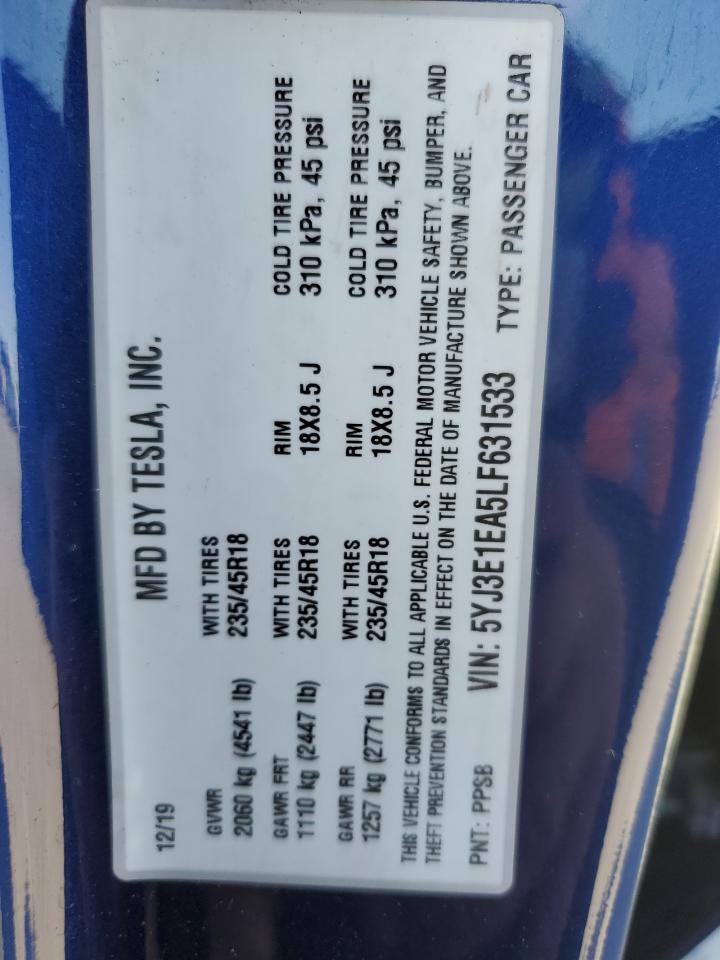 MFD BY TESLA, INC.
12/19
GVWR WITH TIRES
2060 kg (4541 lb) 235/45R18
GAWR FRT WITH TIRES RIM COLD TIRE PRESSURE
1110 kg (2447 lb) 235/45R18 18X8.5 J 310 kPa, 45 psi
GAWR RR WITH TIRES RIM COLD TIRE PRESSURE
1257 kg (2771 lb) 235/45R18 18X8.5 J 310 kPa, 45 psi
THIS VEHICLE CONFORMS TO ALL APPLICABLE U.S. FEDERAL MOTOR VEHICLE SAFETY, BUMPER, AND
THEFT PREVENTION STANDARDS IN EFFECT ON THE DATE OF MANUFACTURE SHOWN ABOVE.
PNT: PPSB VIN: 5YJ3E1EA5LF631533 TYPE: PASSENGER CAR